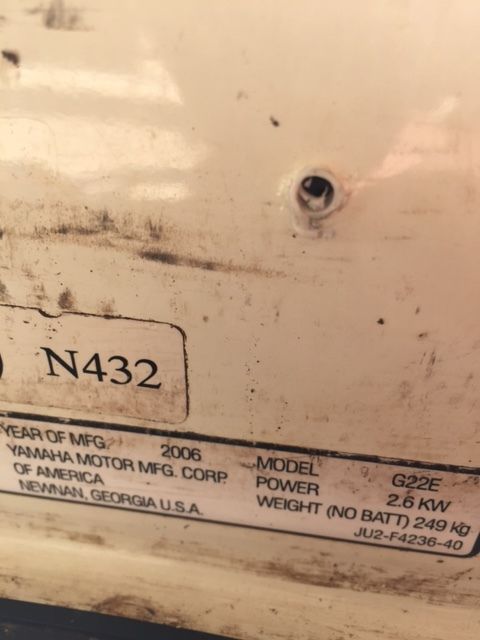 ) N432
YEAR OF MFG. 2006
YAMAHA MOTOR MFG. CORP.
OF AMERICA
NEWNAN, GEORGIA U.S.A.
MODEL G22E
POWER 2.6 KW
WEIGHT (NO BATT) 249 kg
JU2-F4236-40